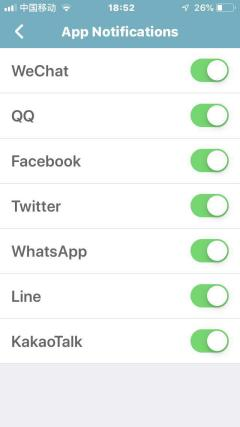 中国移动 18:52 26%
App Notifications
WeChat
QQ
Facebook
Twitter
WhatsApp
Line
KakaoTalk